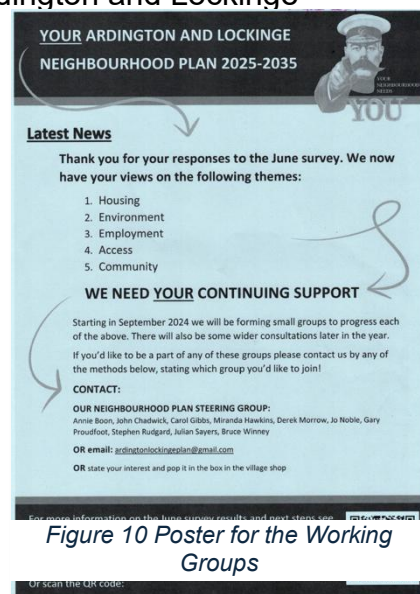 YOUR ARDINGTON AND LOCKINGE
NEIGHBOURHOOD PLAN 2025-2035
YOUR
NEIGHBOURHOOD
NEEDS
YOU
Latest News
Thank you for your responses to the June survey. We now
have your views on the following themes:
1. Housing
2. Environment
3. Employment
4. Access
5. Community
WE NEED YOUR CONTINUING SUPPORT
Starting in September 2024 we will be forming small groups to progress each
of the above. There will also be some wider consultations later in the year.
If you'd like to be a part of any of these groups please contact us by any of
the methods below, stating which group you'd like to join!
CONTACT:
OUR NEIGHBOURHOOD PLAN STEERING GROUP:
Annie Boon, John Chadwick, Carol Gibbs, Miranda Hawkins, Derek Morrow, Jo Noble, Gary
Proudfoot, Stephen Rudgard, Julian Sayers, Bruce Winney
OR email: ardingtonlockingeplan@gmail.com
OR state your interest and pop it in the box in the village shop
For more information on the June survey results and next steps see
Figure 10 Poster for the Working
Groups
Or scan the QR code: